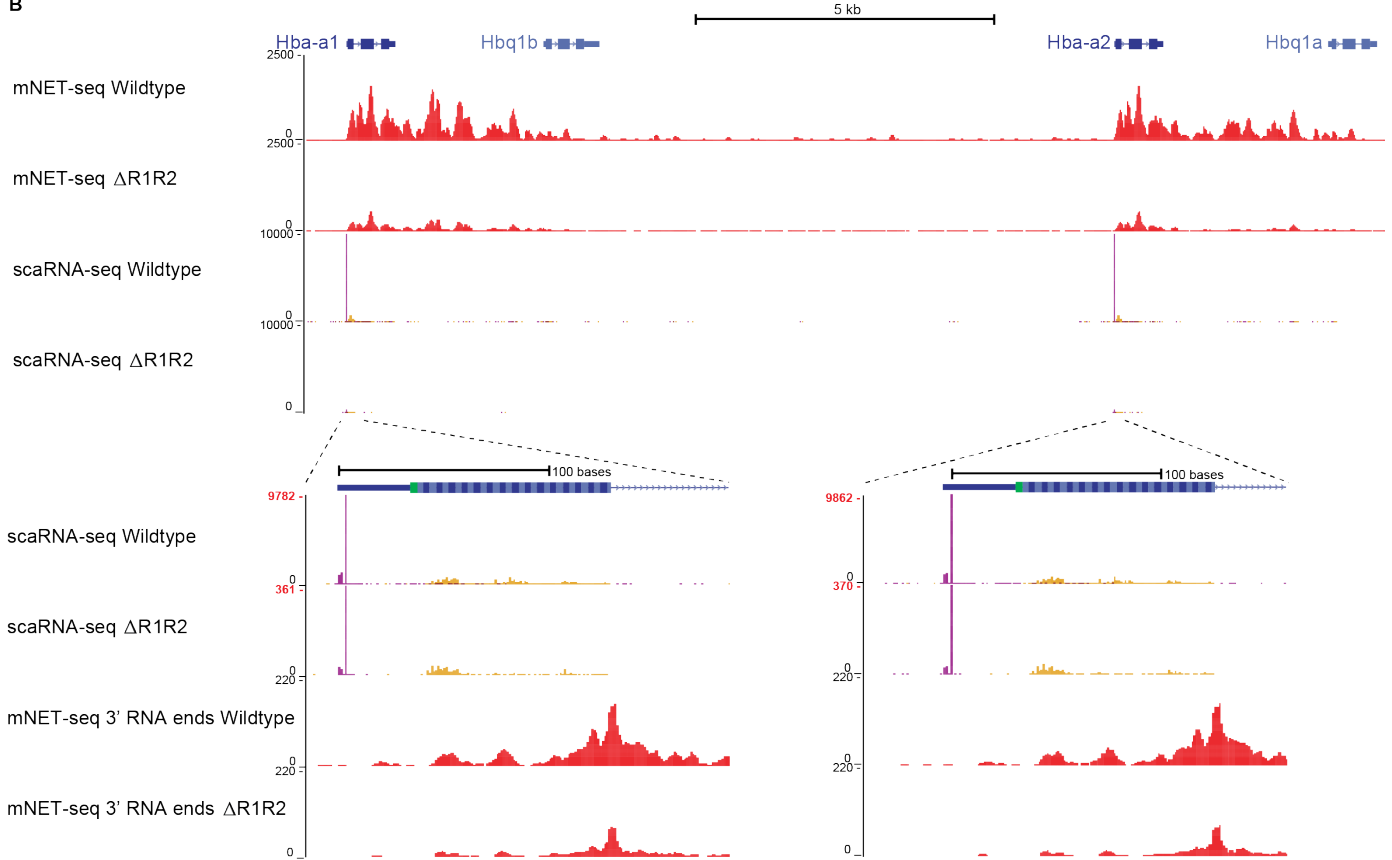 B
5 kb
Hba-a1 Hbq1b Hba-a2 Hbq1a
2500 -
mNET-seq Wildtype
0
2500 -
mNET-seq ΔR1R2
0
10000 -
scaRNA-seq Wildtype
0
10000 -
scaRNA-seq ΔR1R2
0
100 bases 100 bases
9782 - 9862 -
scaRNA-seq Wildtype
0 0
361 - 370 -
scaRNA-seq ΔR1R2
0 0
220 - 220 -
mNET-seq 3’ RNA ends Wildtype
0 0
220 - 220 -
mNET-seq 3’ RNA ends ΔR1R2
0 0